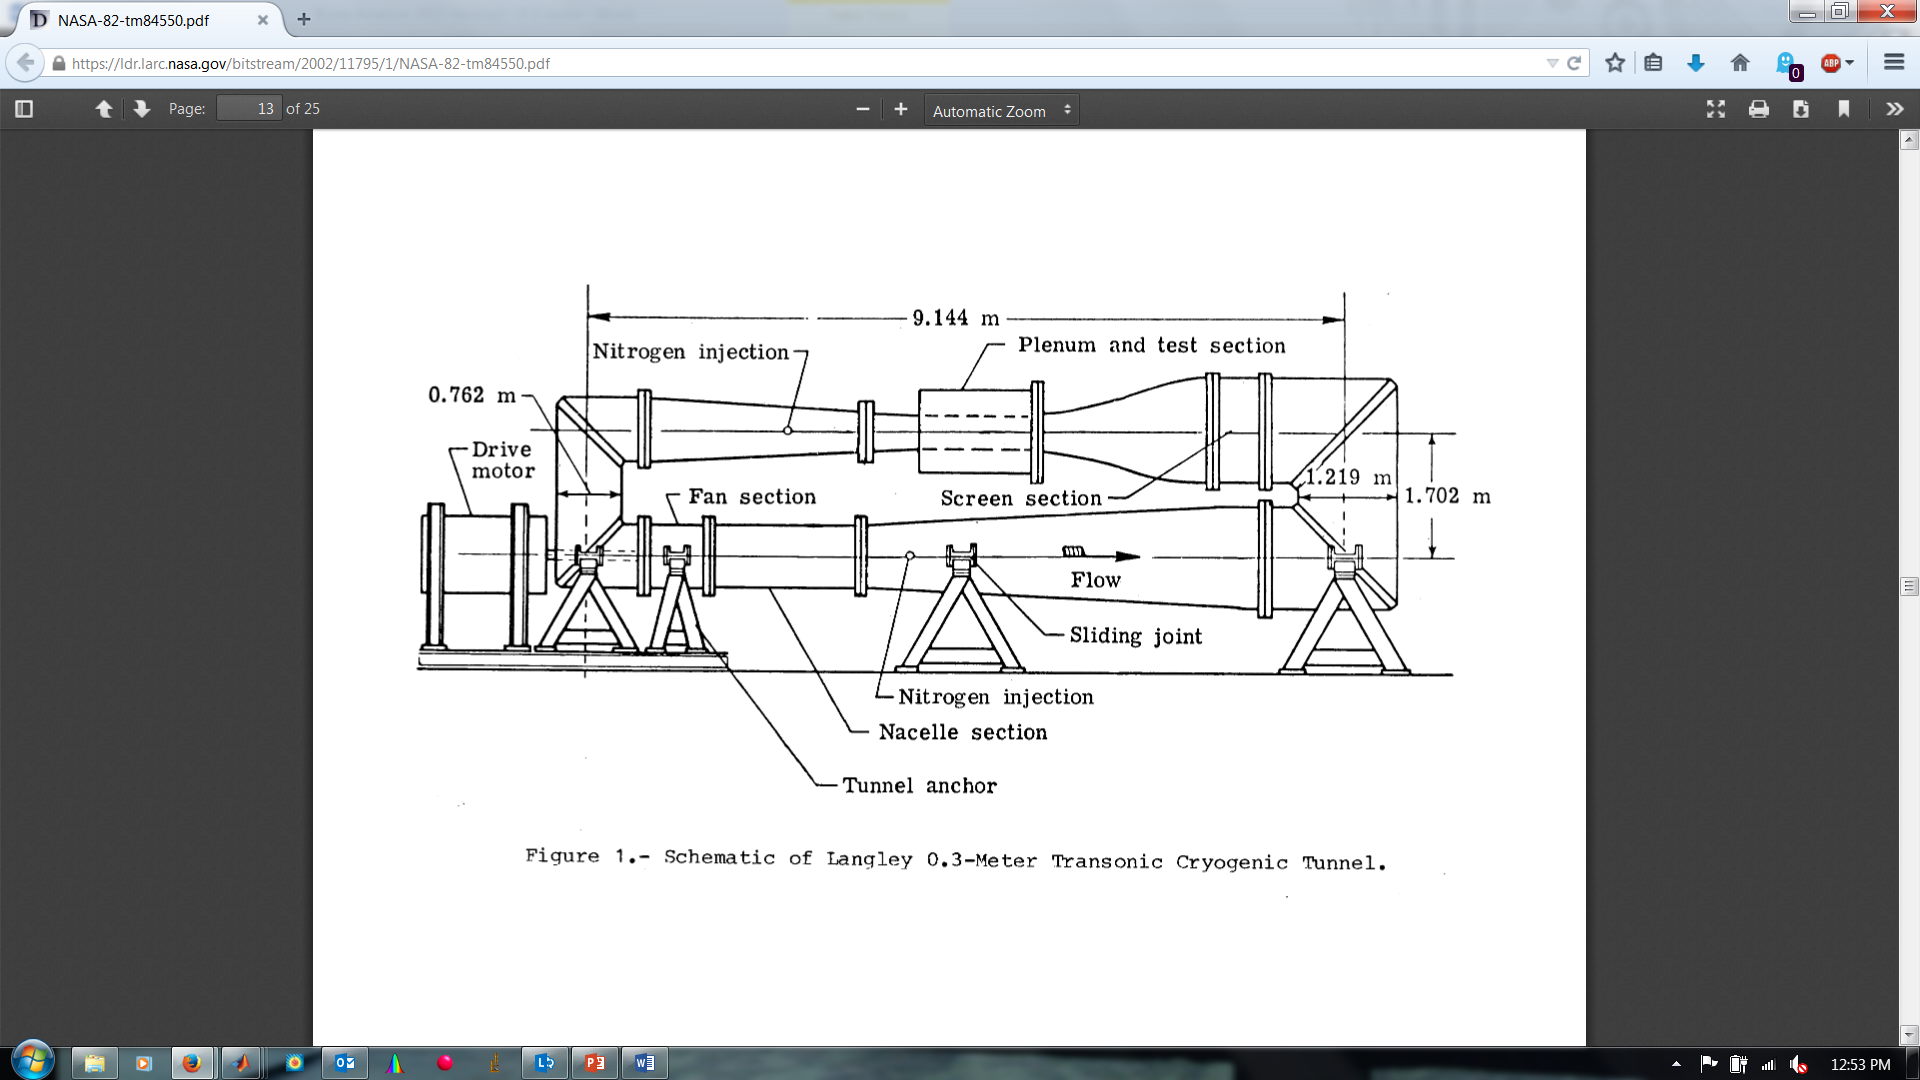 NASA-82-tm84550.pdf
https://ldr.larc.nasa.gov/bitstream/2002/11795/1/NASA-82-tm84550.pdf
0
ABP
Page: 13 of 25
Automatic Zoom
9.144 m
Nitrogen injection
Plenum and test section
0.762 m
Drive
motor
Fan section
Screen section
1.219 m
1.702 m
Flow
Sliding joint
Nitrogen injection
Nacelle section
Tunnel anchor
Figure 1.- Schematic of Langley 0.3-Meter Transonic Cryogenic Tunnel.
12:53 PM